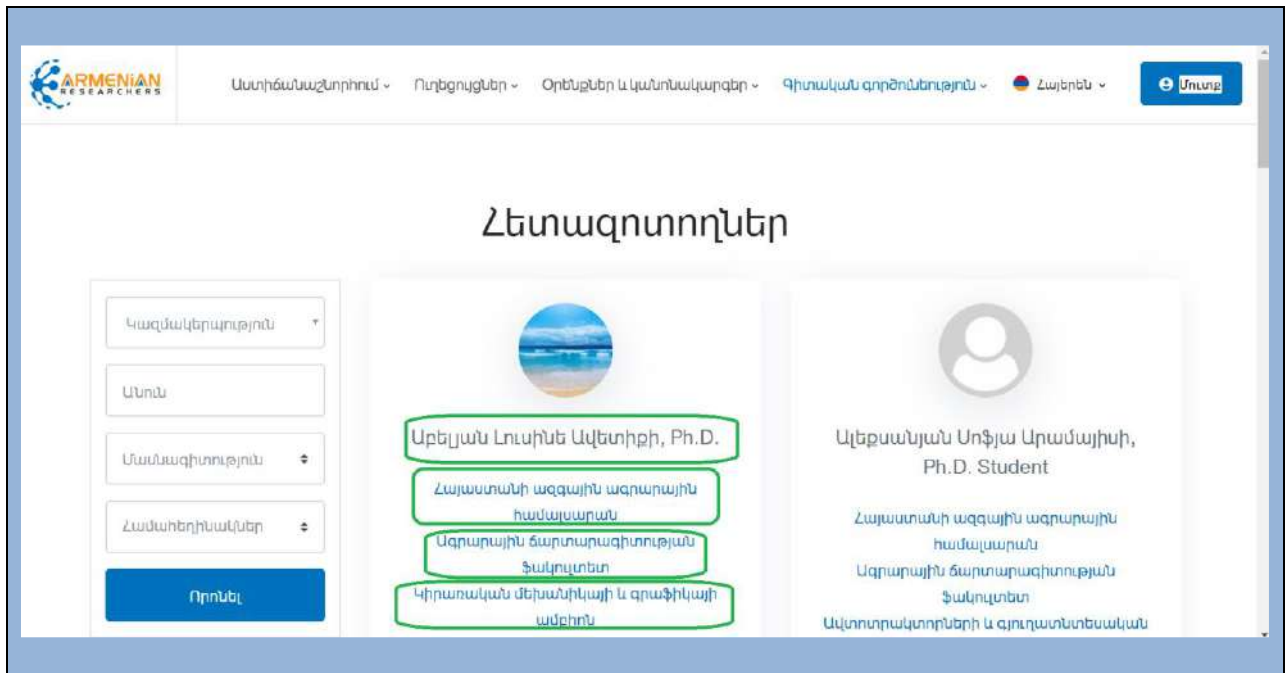 ARMENiAN
RESEARCHERS
Աստիճանաշնորհում
Ուղեցույցներ
Օրենքներ և կանոնակարգեր
Գիտական գործունեություն
Հայերեն
Մուտք
Հետազոտողներ
Կազմակերպություն
Անուն
Մասնագիտություն
Համահեղինակներ
Որոնել
Աբելյան Լուսինե Ավետիքի, Ph.D.
Հայաստանի ազգային ագրարային
համալսարան
Ագրարային ճարտարագիտության
ֆակուլտետ
Կիրառական մեխանիկայի և գրաֆիկայի
ամբիոն
Ալեքսանյան Սոֆյա Արամայիսի,
Ph.D. Student
Հայաստանի ազգային ագրարային
համալսարան
Ագրարային ճարտարագիտության
ֆակուլտետ
Ավտոտրակտորների և գյուղատնտեսական